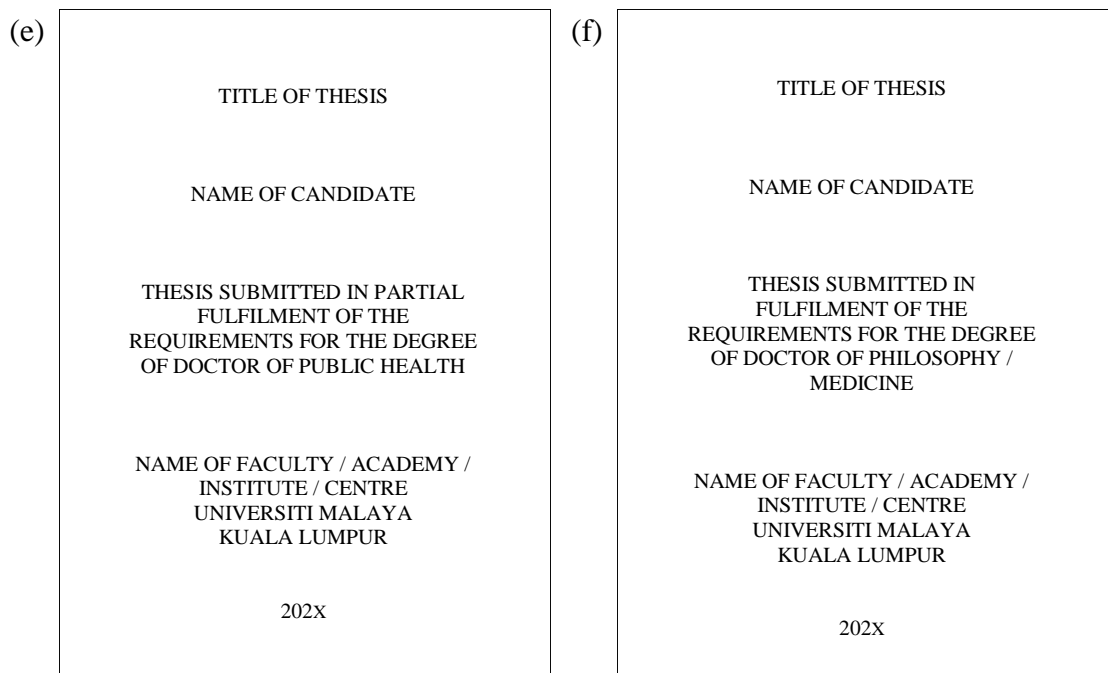 (e)
TITLE OF THESIS
NAME OF CANDIDATE
THESIS SUBMITTED IN PARTIAL
FULFILMENT OF THE
REQUIREMENTS FOR THE DEGREE
OF DOCTOR OF PUBLIC HEALTH
NAME OF FACULTY / ACADEMY /
INSTITUTE / CENTRE
UNIVERSITI MALAYA
KUALA LUMPUR
202X
(f)
TITLE OF THESIS
NAME OF CANDIDATE
THESIS SUBMITTED IN
FULFILMENT OF THE
REQUIREMENTS FOR THE DEGREE
OF DOCTOR OF PHILOSOPHY /
MEDICINE
NAME OF FACULTY / ACADEMY /
INSTITUTE / CENTRE
UNIVERSITI MALAYA
KUALA LUMPUR
202X